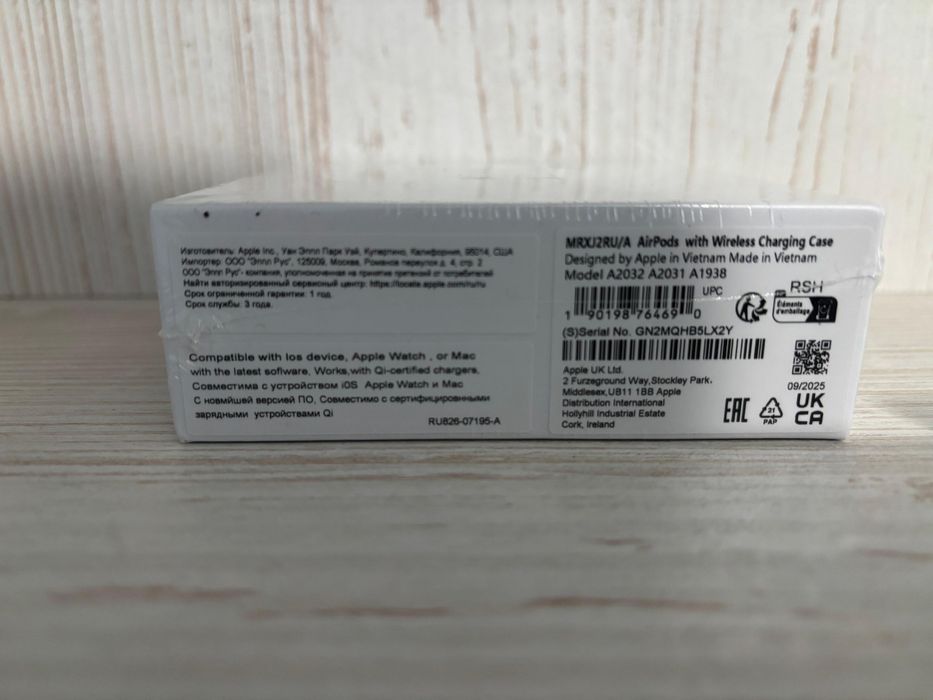 Изготовитель: Apple Inc., Уан Эппл Парк Уэй, Купертино, Калифорния, 95014, США
Импортер: ООО "Эппл Рус", 125009, Москва, Романов переулок д. 4, стр. 2
ООО "Эппл Рус"- компания, уполномоченная на принятие претензий от потребителей
Найти авторизированный сервисный центр: https://locate.apple.com/ru/ru
Срок ограниченной гарантии: 1 год.
Срок службы: 3 года.
Compatible with Ios device, Apple Watch , or Mac
with the latest software, Works,with Qi-certified chargers,
Совместима с устройством iOS Apple Watch и Mac
С новмйшей версией ПО, Совместимо с сертифицированными
зарядными устройствами Qi
RU826-07195-A
MRXJ2RU/A AirPods with Wireless Charging Case
Designed by Apple in Vietnam Made in Vietnam
Model A2032 A2031 A1938
UPC
1 90198 76469 0
RSH
FR
Éléments
d'emballage
(S)Serial No. GN2MQHB5LX2Y
Apple UK Ltd.
2 Furzeground Way,Stockley Park,
Middlesex,UB11 1BB Apple
Distribution International
Hollyhill Industrial Estate
Cork, Ireland
EAC
21
PAP
09/2025
UK
CA